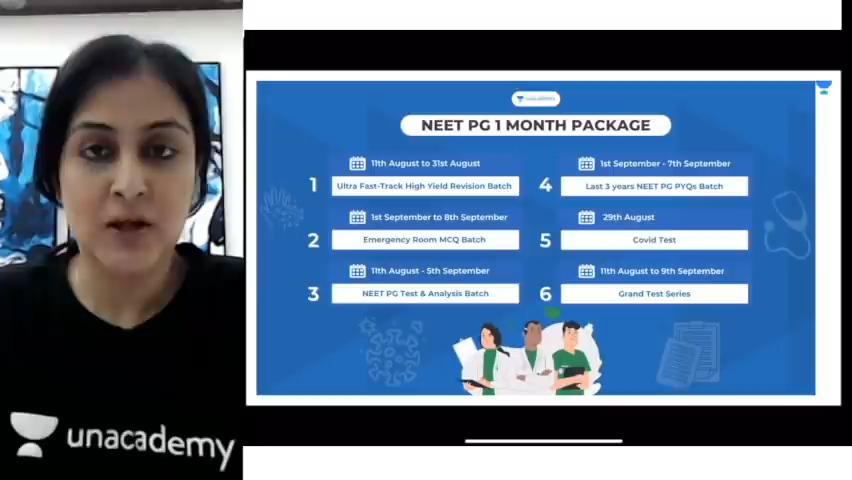 unacademy
unacademy
NEET PG 1 MONTH PACKAGE
1
11th August to 31st August
Ultra Fast-Track High Yield Revision Batch
2
1st September to 8th September
Emergency Room MCQ Batch
3
11th August - 5th September
NEET PG Test & Analysis Batch
4
1st September - 7th September
Last 3 years NEET PG PYQs Batch
5
29th August
Covid Test
6
11th August to 9th September
Grand Test Series